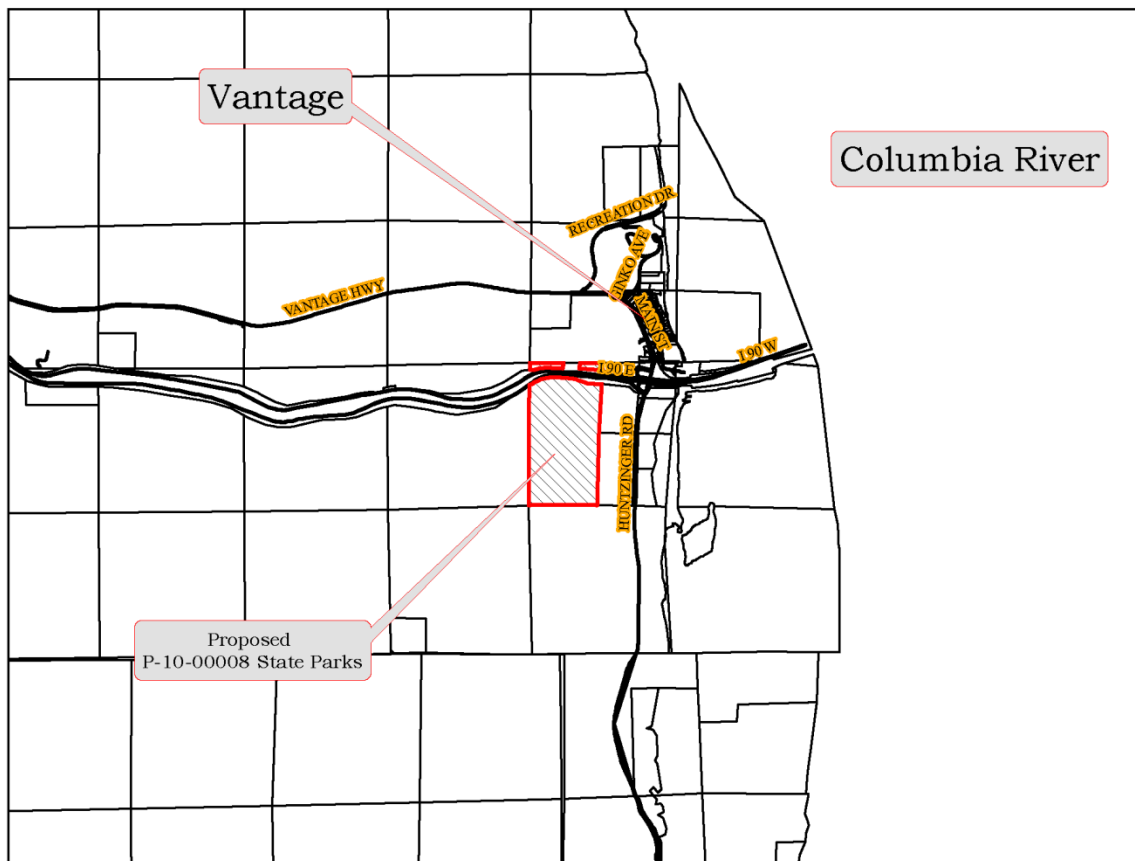 Vantage
Columbia River
RECREATION DR
GINKO AVE
VANTAGE HWY
MAIN ST
I 90 W
I 90 E
HUNTZINGER RD
Proposed
P-10-00008 State Parks